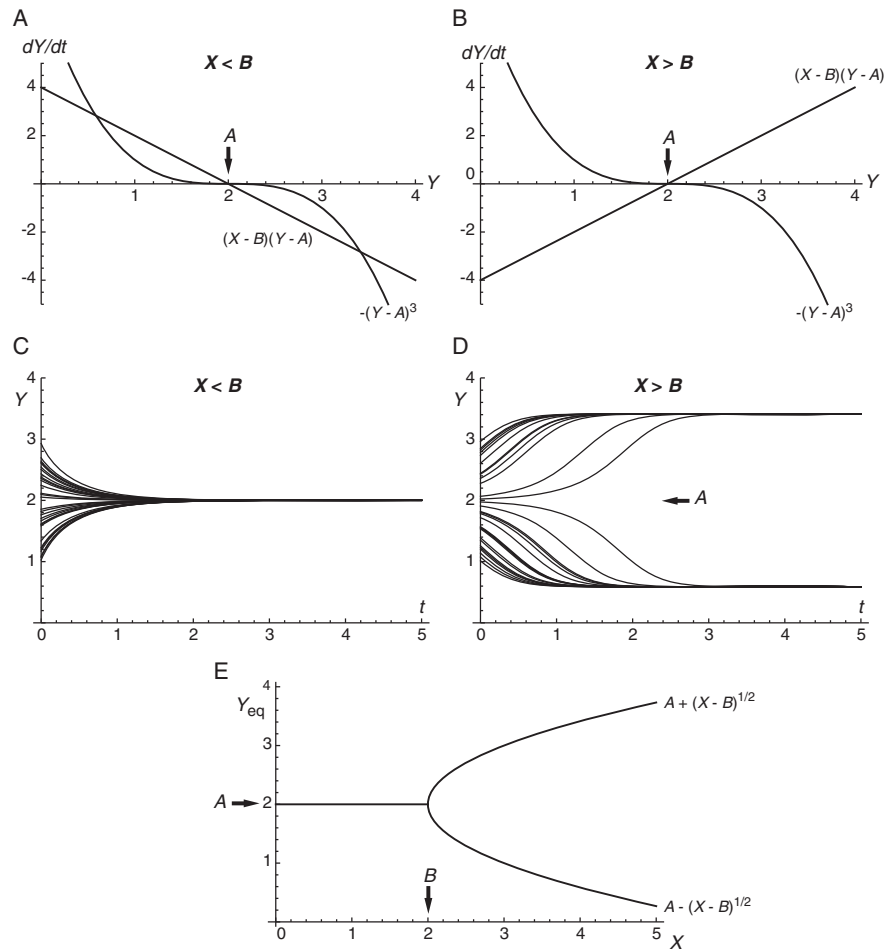 A
dY/dt
X < B
4
2
A
1 2 3 4 Y
-2
(X - B)(Y - A)
-4
-(Y - A)³
B
dY/dt
X > B
(X - B)(Y - A)
4
2
A
0
1 2 3 4 Y
-2
-4
-(Y - A)³
C
4
X < B
Y
3
2
1
t
0 1 2 3 4 5
D
4
X > B
Y
3
2
A
1
t
0 1 2 3 4 5
E
4
Yeq
A + (X - B)1/2
3
A
2
1
B
A - (X - B)1/2
0 1 2 3 4 5
X